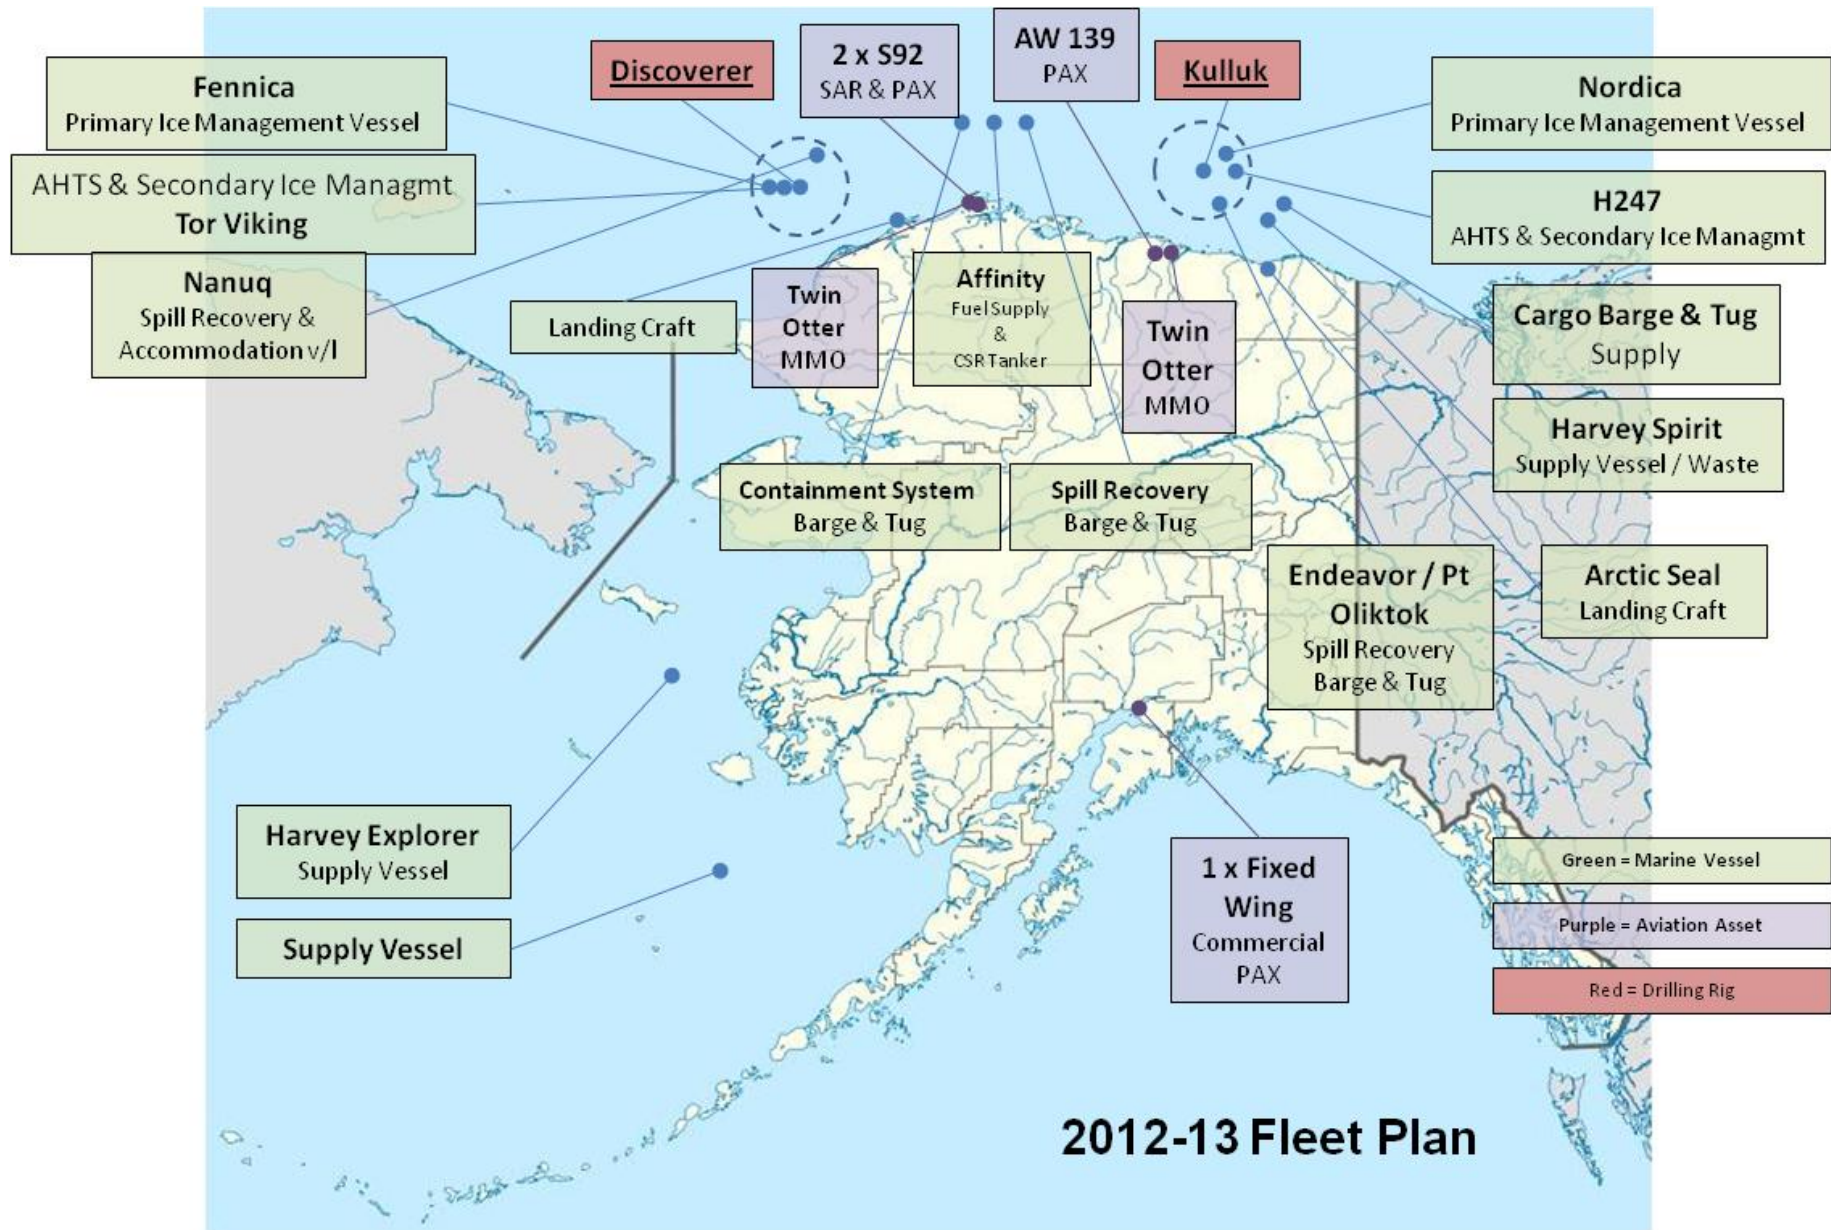 Fennica
Primary Ice Management Vessel
AHTS & Secondary Ice Managmt
Tor Viking
Nanuq
Spill Recovery &
Accommodation v/l
Discoverer
2 x S92
SAR & PAX
AW 139
PAX
Kulluk
Nordica
Primary Ice Management Vessel
H247
AHTS & Secondary Ice Managmt
Landing Craft
Twin
Otter
MMO
Affinity
Fuel Supply
&
CSR Tanker
Twin
Otter
MMO
Cargo Barge & Tug
Supply
Harvey Spirit
Supply Vessel / Waste
Containment System
Barge & Tug
Spill Recovery
Barge & Tug
Endeavor / Pt
Oliktok
Spill Recovery
Barge & Tug
Arctic Seal
Landing Craft
Harvey Explorer
Supply Vessel
Supply Vessel
1 x Fixed
Wing
Commercial
PAX
Green = Marine Vessel
Purple = Aviation Asset
Red = Drilling Rig
2012-13 Fleet Plan